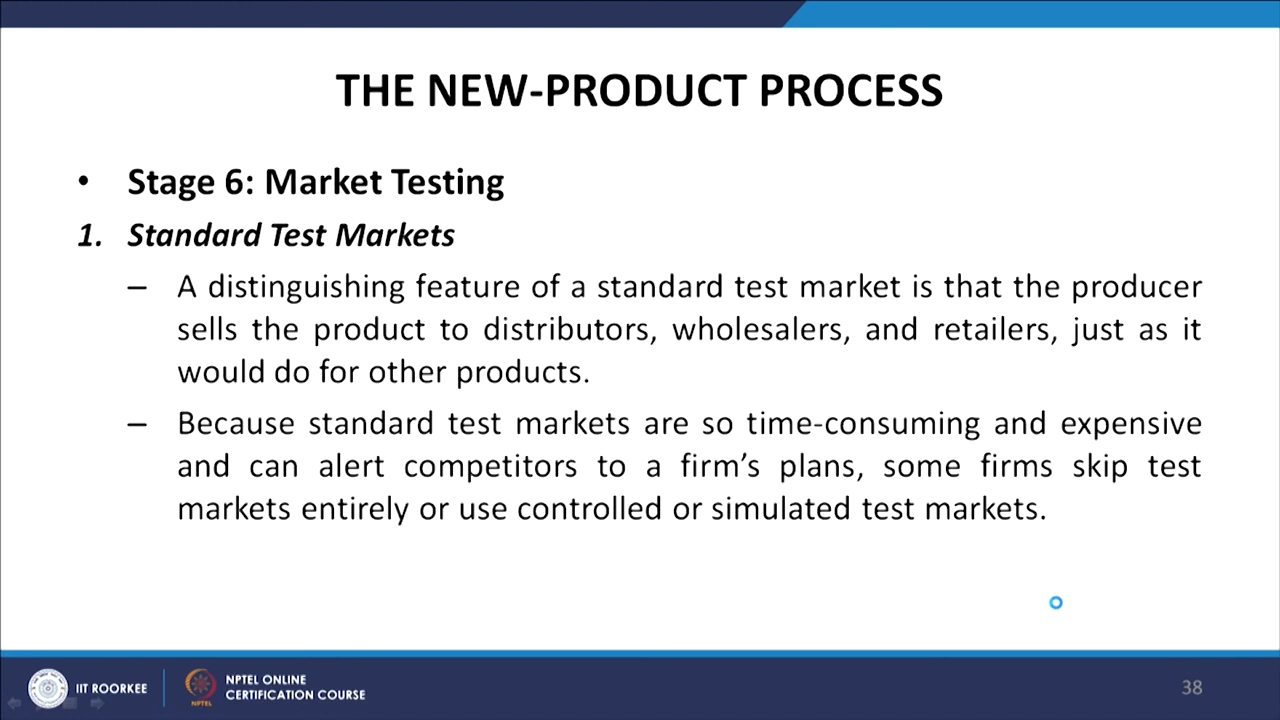 THE NEW-PRODUCT PROCESS
• Stage 6: Market Testing
1. Standard Test Markets
– A distinguishing feature of a standard test market is that the producer
sells the product to distributors, wholesalers, and retailers, just as it
would do for other products.
– Because standard test markets are so time-consuming and expensive
and can alert competitors to a firm’s plans, some firms skip test
markets entirely or use controlled or simulated test markets.
IIT ROORKEE
NPTEL
NPTEL ONLINE
CERTIFICATION COURSE
38